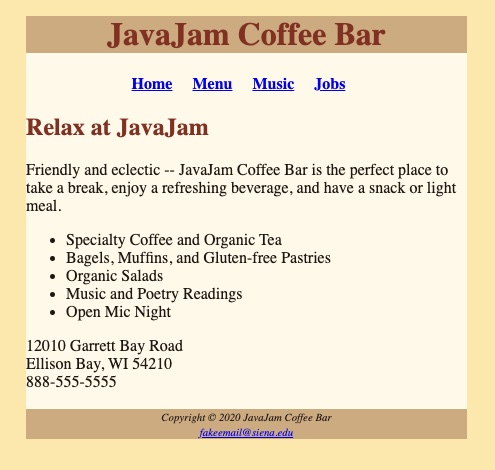 JavaJam Coffee Bar
Home Menu Music Jobs
Relax at JavaJam
Friendly and eclectic -- JavaJam Coffee Bar is the perfect place to
take a break, enjoy a refreshing beverage, and have a snack or light
meal.
• Specialty Coffee and Organic Tea
• Bagels, Muffins, and Gluten-free Pastries
• Organic Salads
• Music and Poetry Readings
• Open Mic Night
12010 Garrett Bay Road
Ellison Bay, WI 54210
888-555-5555
Copyright © 2020 JavaJam Coffee Bar
fakeemail@siena.edu